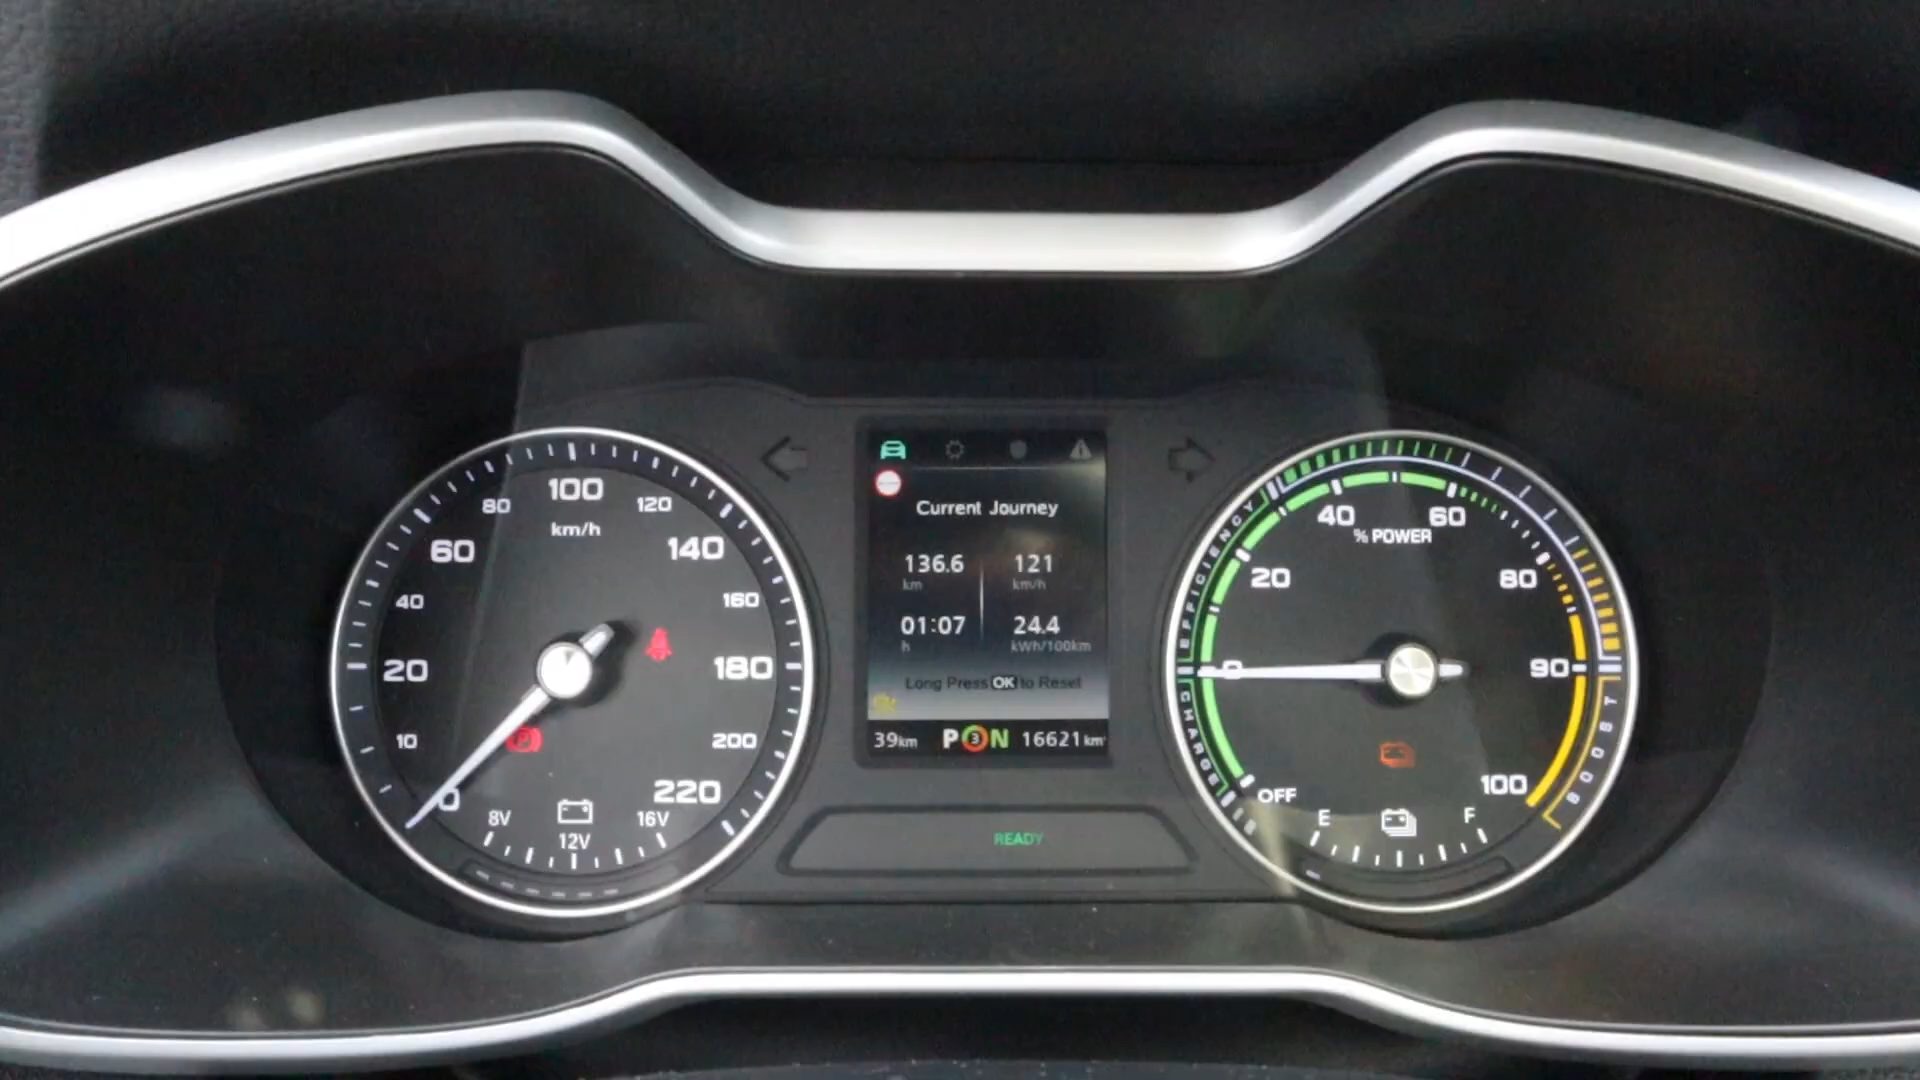 100
80
120
km/h
60
140
40
160
20
180
10
200
0
220
8V
12V
16V
Current Journey
136.6 121
km km/h
01:07 24.4
h kWh/100km
Long Press OK to Reset
39km P 3 N 16621km
READY
EFFICIENCY
CHARGE
BOOST
40
60
% POWER
20
80
0
90
OFF
100
E
F